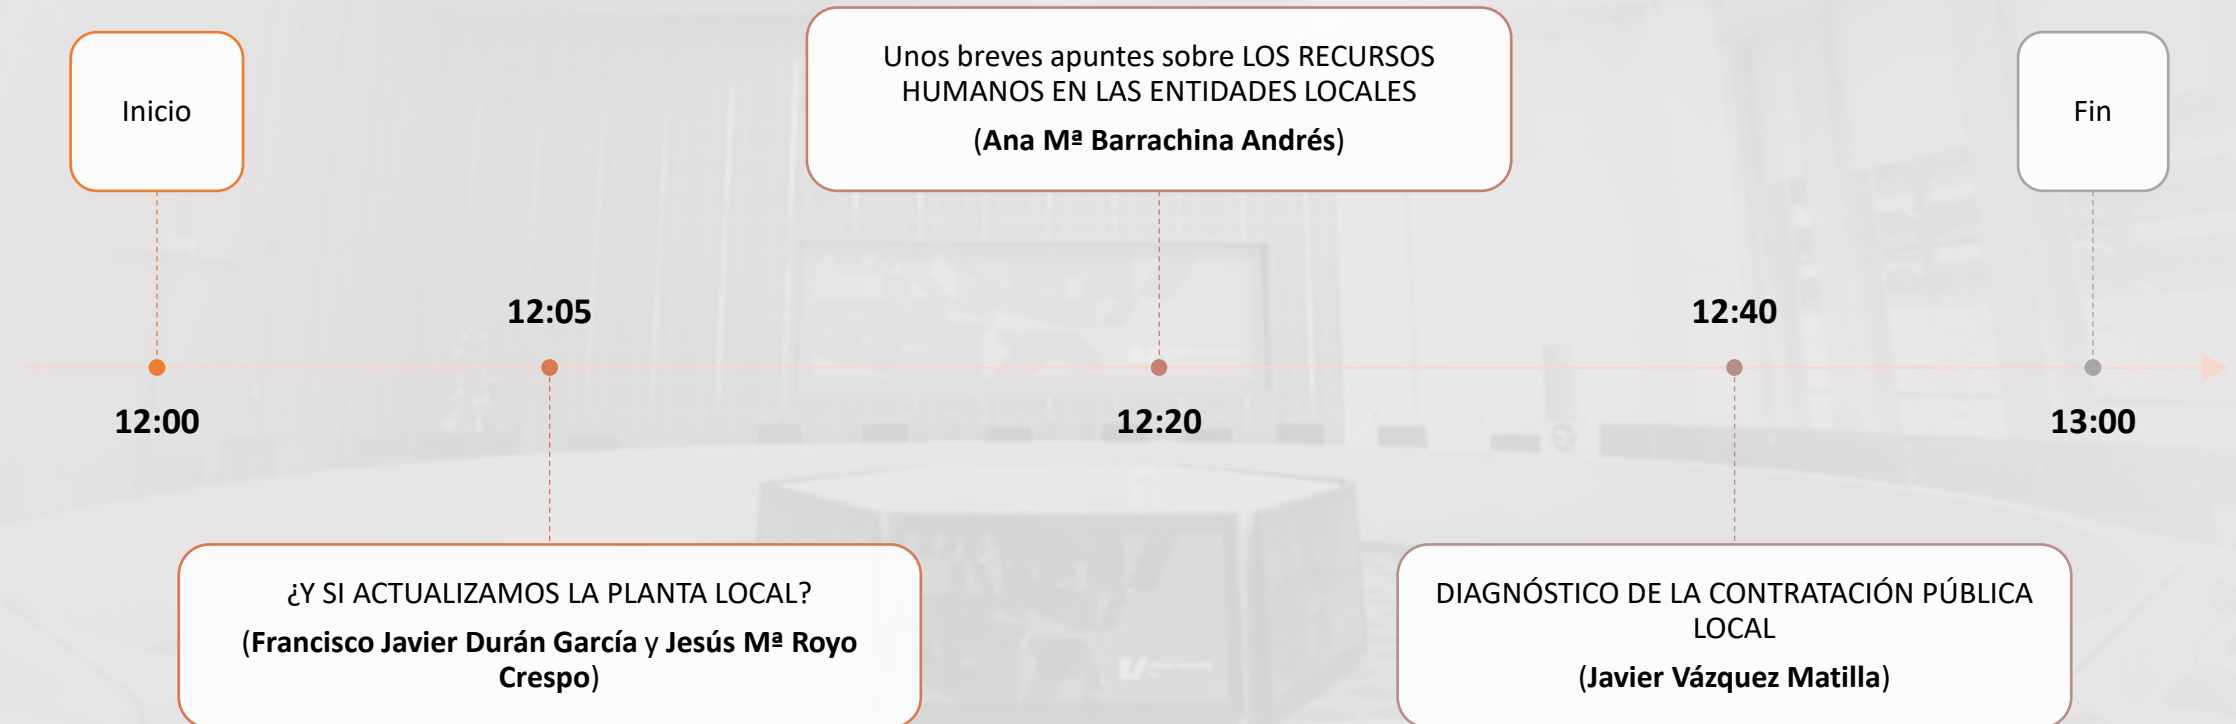 Inicio
12:00
12:05
¿Y SI ACTUALIZAMOS LA PLANTA LOCAL?
(Francisco Javier Durán García y Jesús Mª Royo
Crespo)
Unos breves apuntes sobre LOS RECURSOS
HUMANOS EN LAS ENTIDADES LOCALES
(Ana Mª Barrachina Andrés)
12:20
12:40
DIAGNÓSTICO DE LA CONTRATACIÓN PÚBLICA
LOCAL
(Javier Vázquez Matilla)
Fin
13:00